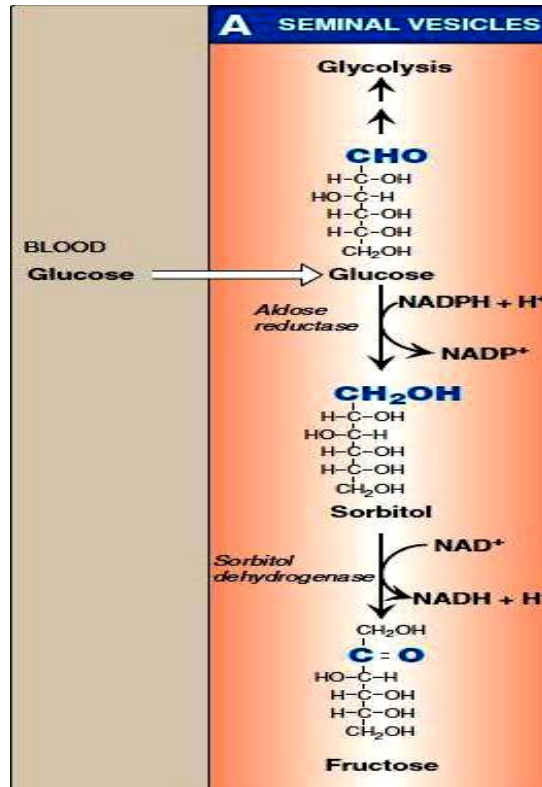 A SEMINAL VESICLES
Glycolysis
CHO
H-C-OH
HO-C-H
H-C-OH
H-C-OH
CH₂OH
BLOOD
Glucose
Glucose
Aldose
reductase
NADPH + H⁺
NADP⁺
CH₂OH
H-C-OH
HO-C-H
H-C-OH
H-C-OH
CH₂OH
Sorbitol
Sorbitol
dehydrogenase
NAD⁺
NADH + H
CH₂OH
C = O
HO-C-H
H-C-OH
H-C-OH
CH₂OH
Fructose